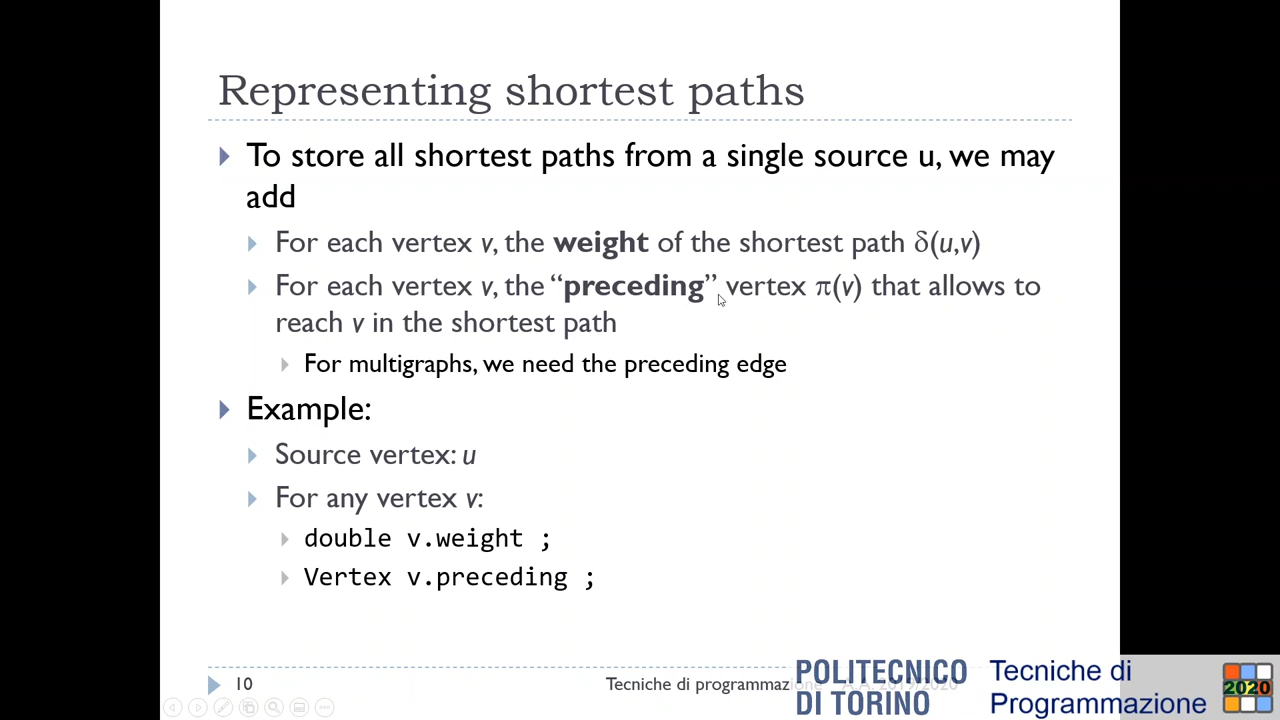 Representing shortest paths
To store all shortest paths from a single source u, we may
add
For each vertex v, the weight of the shortest path δ(u,v)
For each vertex v, the “preceding” vertex π(v) that allows to
reach v in the shortest path
For multigraphs, we need the preceding edge
Example:
Source vertex: u
For any vertex v:
double v.weight ;
Vertex v.preceding ;
10
Tecniche di programmazione A.A. 2019/2020
POLITECNICO
DI TORINO
Tecniche di
Programmazione
2020